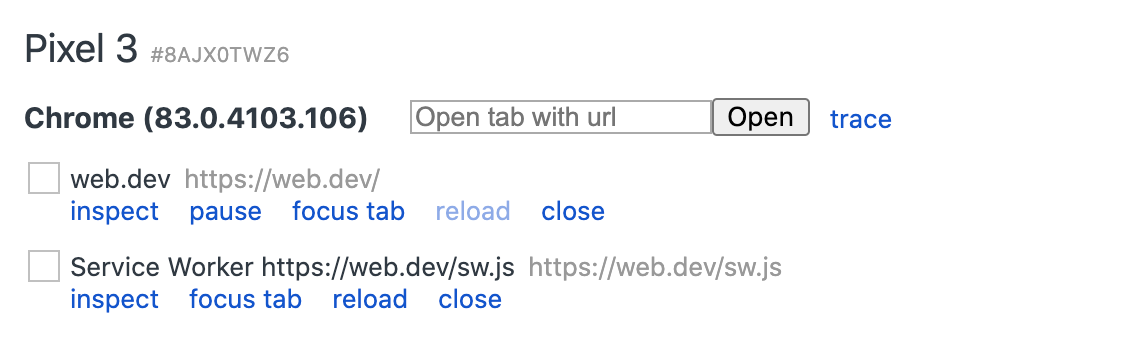 Pixel 3 #8AJX0TWZ6
Chrome (83.0.4103.106) Open tab with url Open trace
web.dev https://web.dev/
inspect pause focus tab reload close
Service Worker https://web.dev/sw.js https://web.dev/sw.js
inspect focus tab reload close